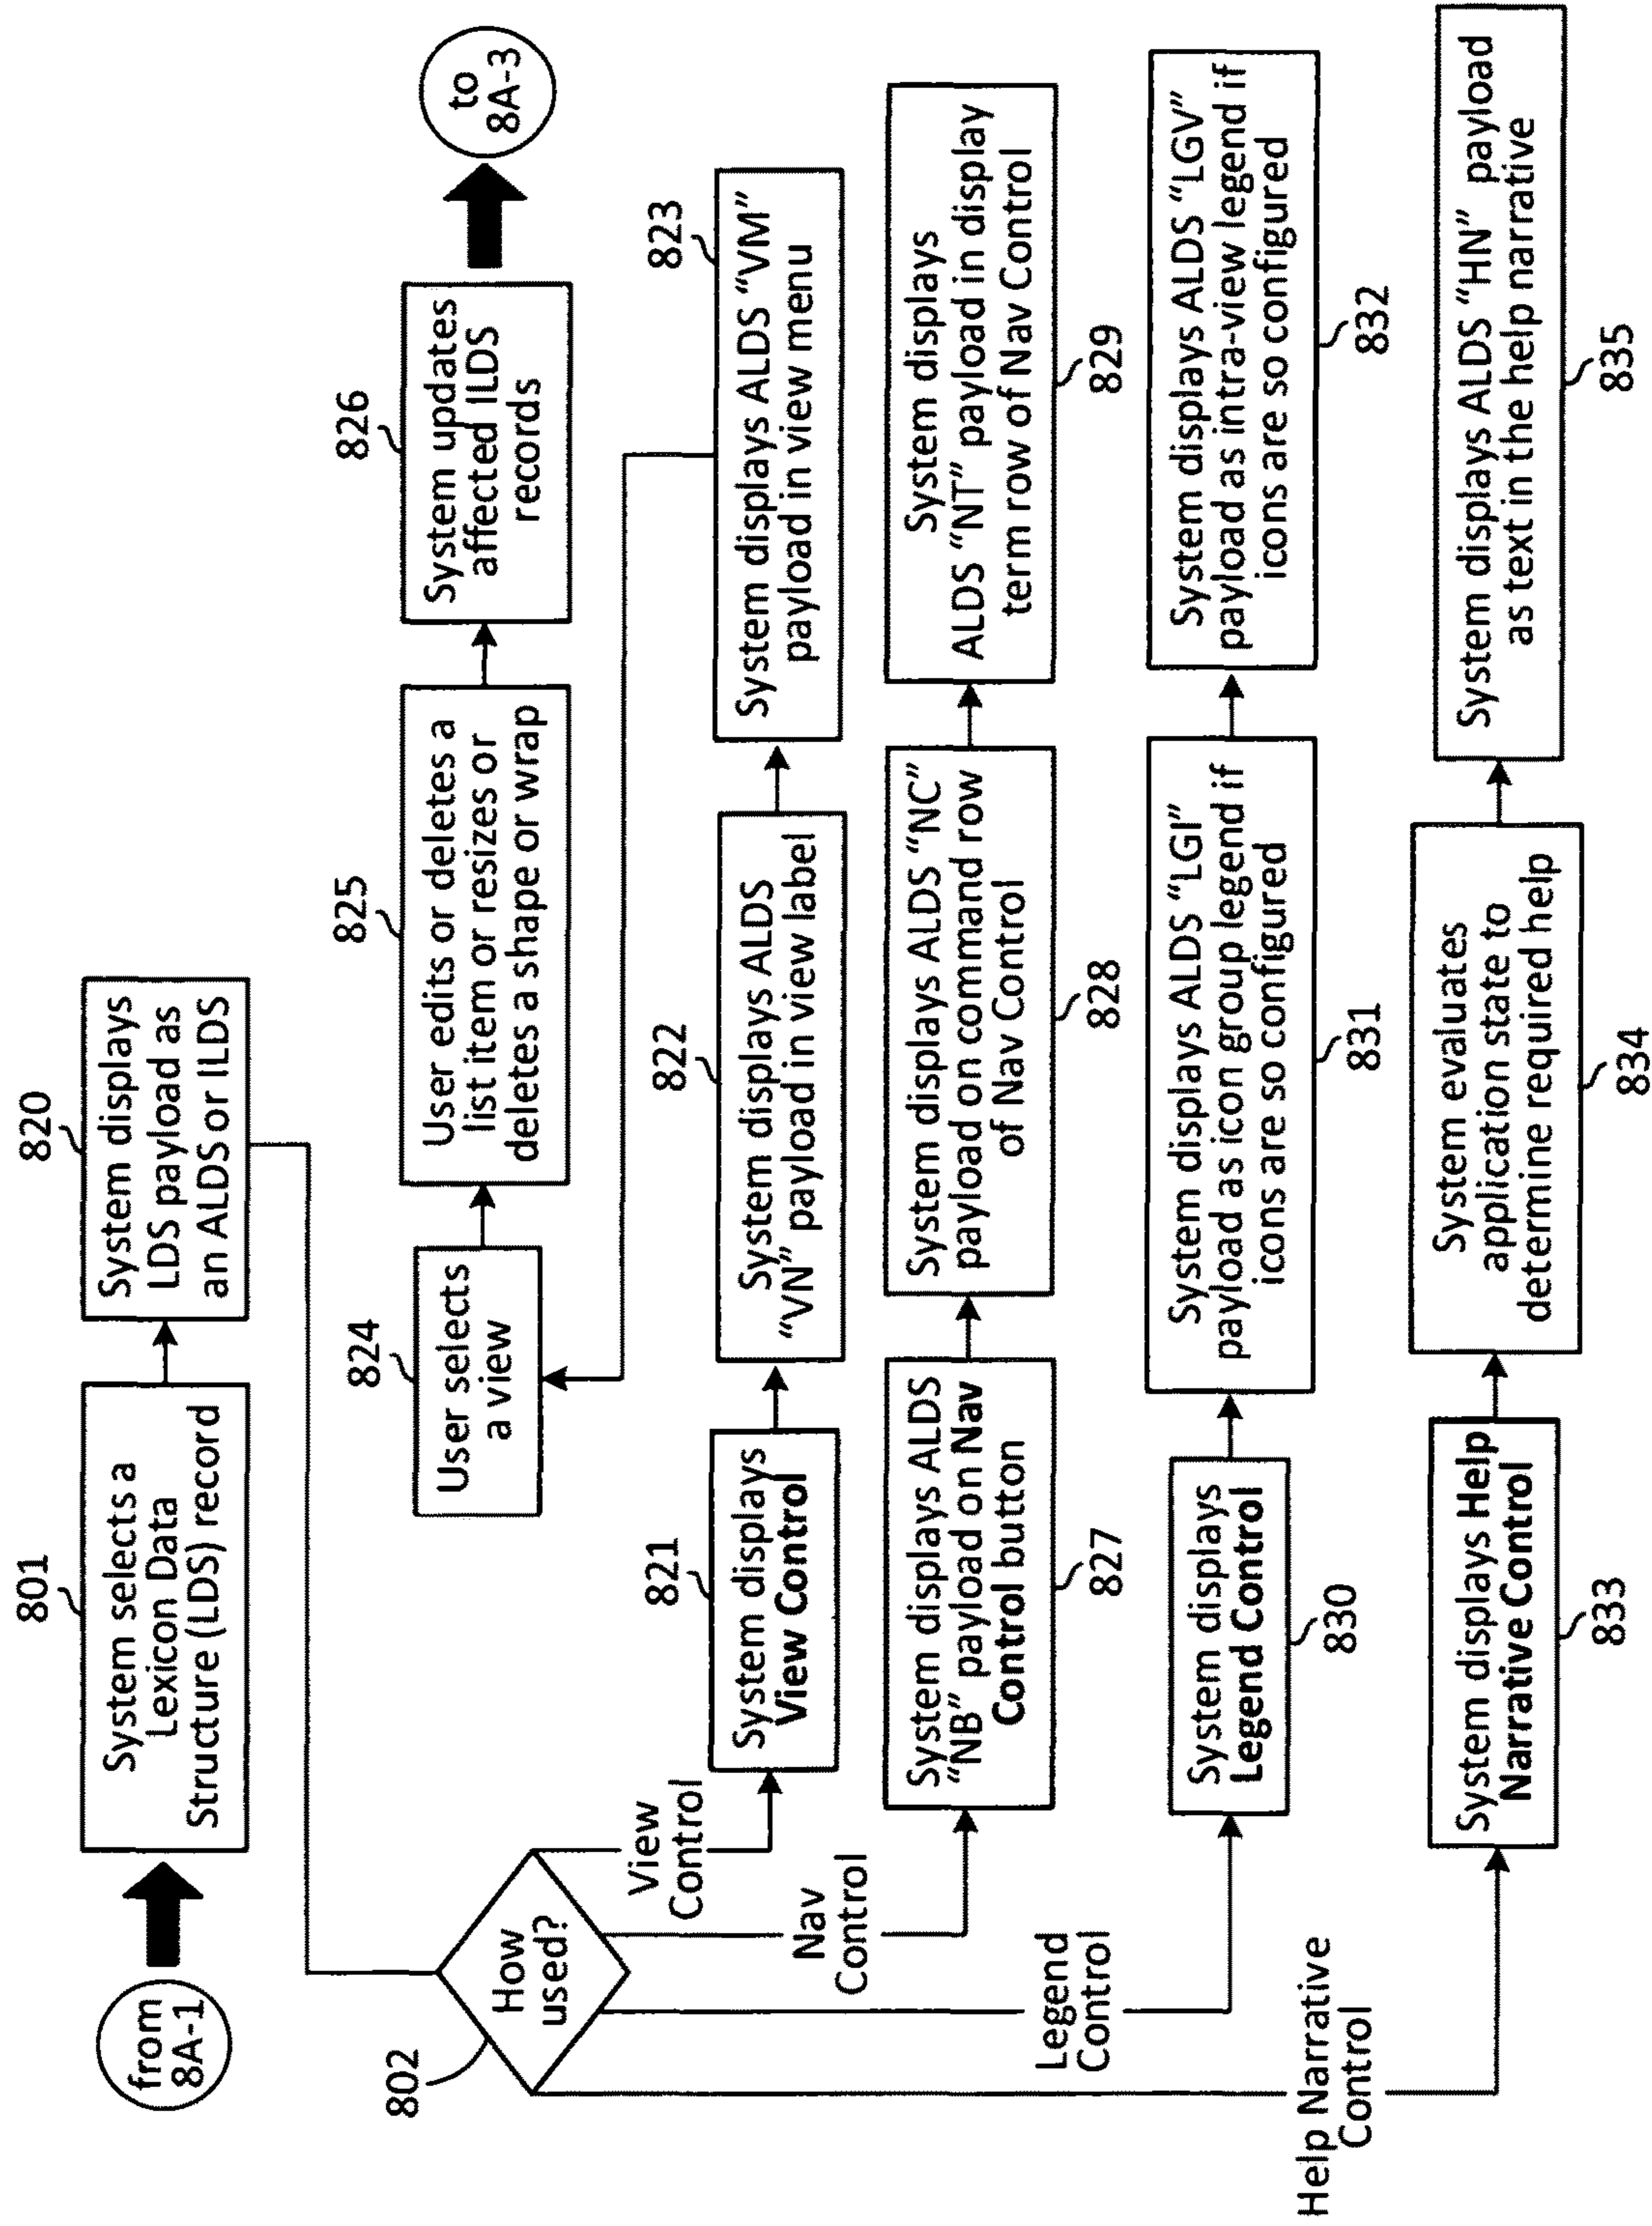 from
8A-1
801
System selects a
Lexicon Data
Structure (LDS) record
820
System displays
LDS payload as
an ALDS or ILDS
802
How
used?
824
User selects
a view
825
User edits or deletes a
list item or resizes or
deletes a shape or wrap
826
System updates
affected ILDS
records
to
8A-3
View
Control
821
System displays
View Control
822
System displays ALDS
“VN” payload in view label
823
System displays ALDS “VM”
payload in view menu
Nav
Control
System displays ALDS
“NB” payload on Nav
Control button
827
System displays ALDS “NC”
payload on command row
of Nav Control
828
System displays
ALDS “NT” payload in display
term row of Nav Control
829
Legend
Control
System displays
Legend Control
830
System displays ALDS “LGI”
payload as icon group legend if
icons are so configured
831
System displays ALDS “LGV”
payload as intra-view legend if
icons are so configured
832
Help Narrative
Control
System displays Help
Narrative Control
833
System evaluates
application state to
determine required help
834
System displays ALDS “HN” payload
as text in the help narrative
835